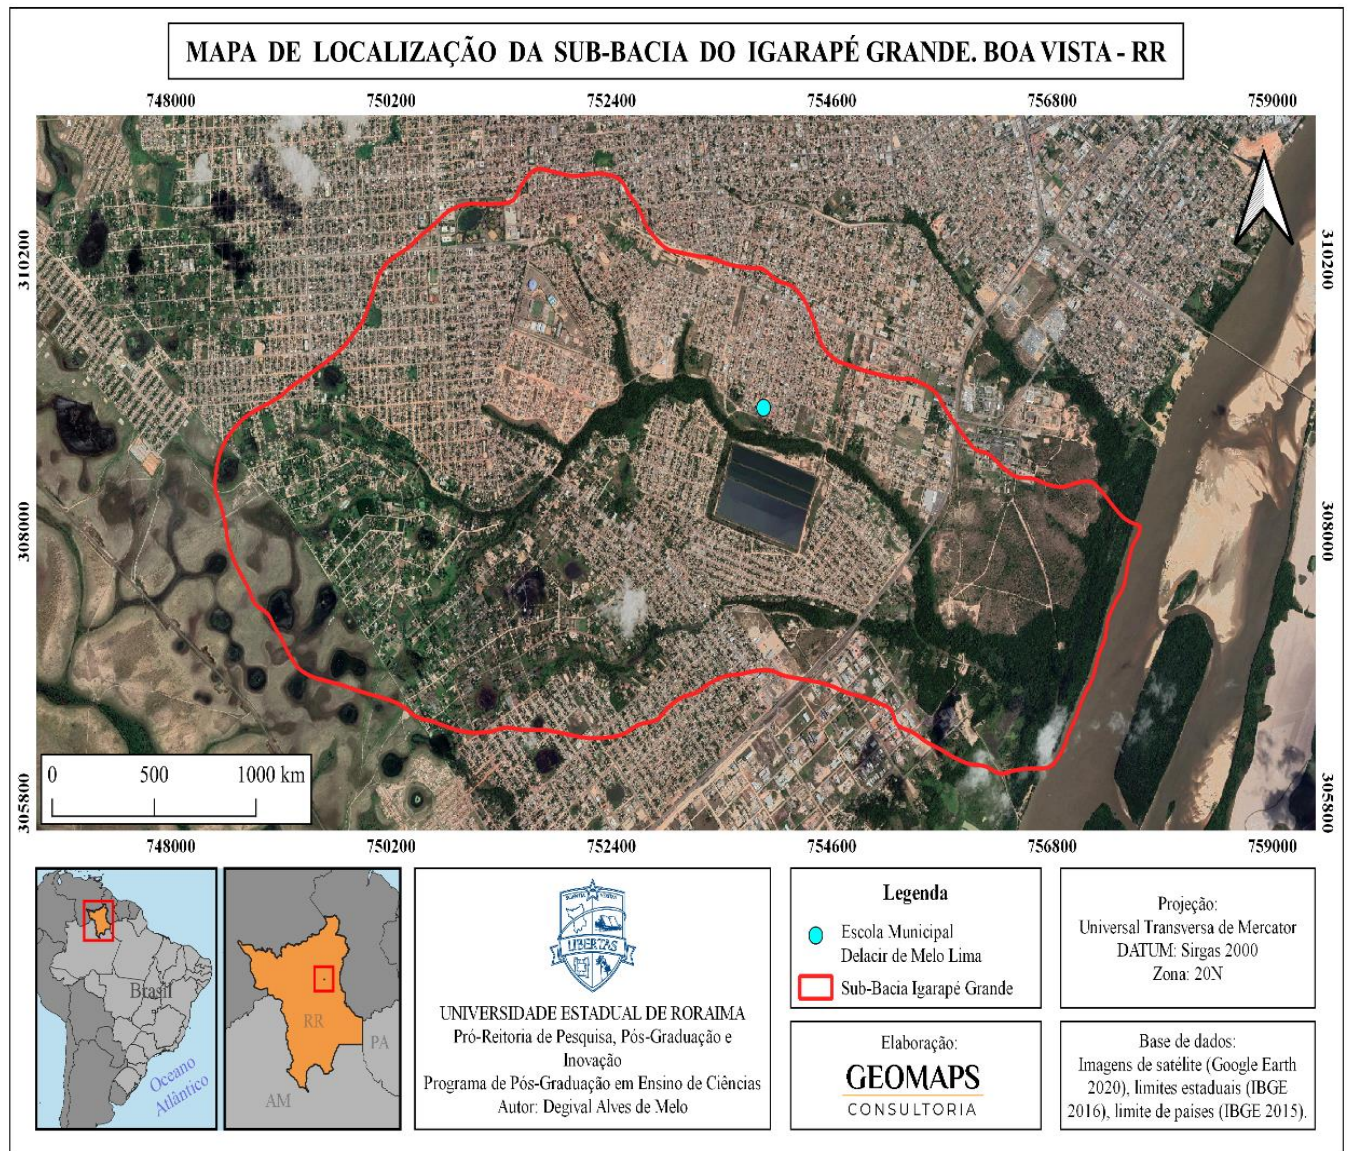 MAPA DE LOCALIZAÇÃO DA SUB-BACIA DO IGARAPÉ GRANDE. BOA VISTA - RR
748000 750200 752400 754600 756800 759000
310200
310200
308000
308000
305800
305800
0 500 1000 km
748000 750200 752400 754600 756800 759000
Brasil
Oceano
Atlântico
RR
PA
AM
LIBERTAS
UNIVERSIDADE ESTADUAL DE RORAIMA
Pró-Reitoria de Pesquisa, Pós-Graduação e
Inovação
Programa de Pós-Graduação em Ensino de Ciências
Autor: Degival Alves de Melo
Legenda
Escola Municipal
Delacir de Melo Lima
Sub-Bacia Igarapé Grande
Elaboração:
GEOMAPS
CONSULTORIA
Projeção:
Universal Transversa de Mercator
DATUM: Sirgas 2000
Zona: 20N
Base de dados:
Imagens de satélite (Google Earth
2020), limites estaduais (IBGE
2016), limite de países (IBGE 2015).